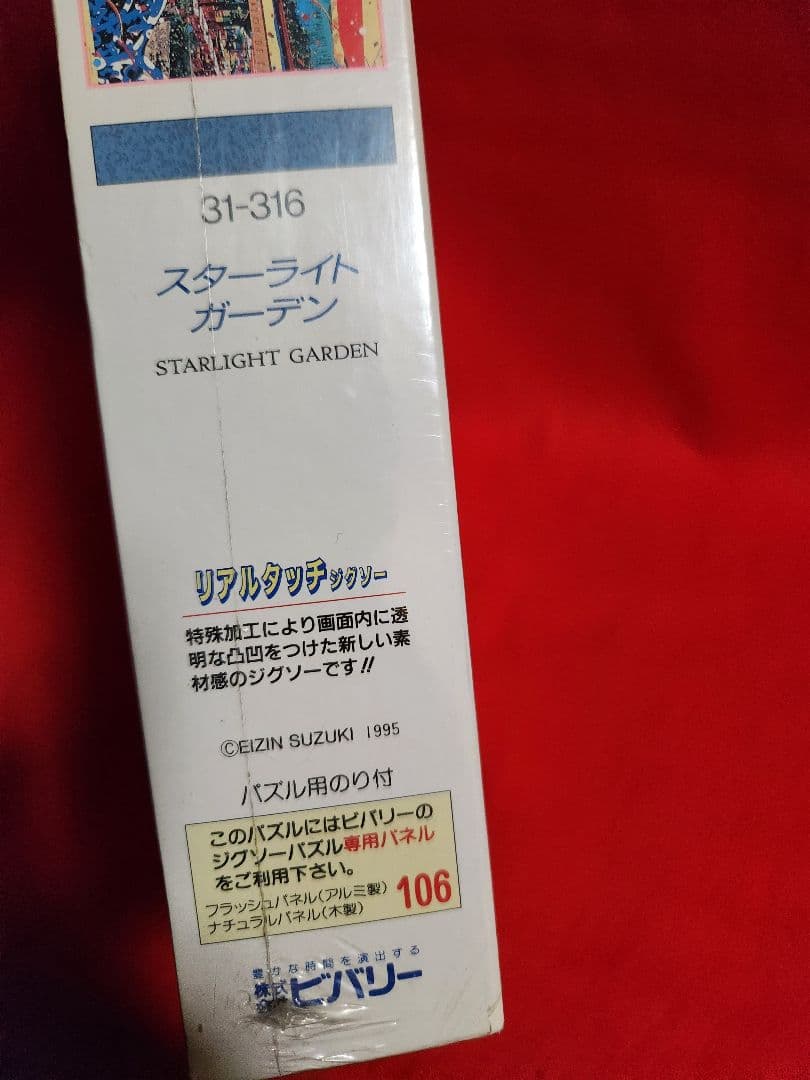 31-316
スターライト
ガーデン
STARLIGHT GARDEN
リアルタッチジグソー
特殊加工により画面内に透
明な凸凹をつけた新しい素
材感のジグソーです!!
©EIZIN SUZUKI 1995
パズル用のり付
このパズルにはビバリーの
ジグソーパズル専用パネル
をご利用下さい。
フラッシュパネル(アルミ製)
ナチュラルパネル(木製)
106
豊かな時間を演出する
株式
ビバリー